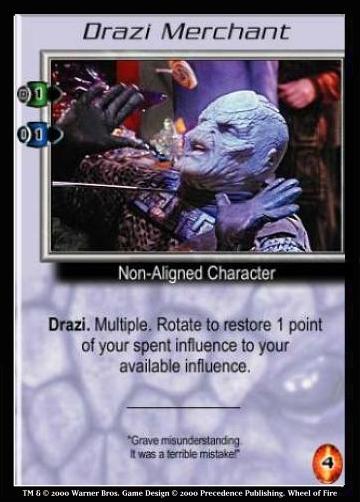 Drazi Merchant
1
1
Non-Aligned Character
Drazi. Multiple. Rotate to restore 1 point
of your spent influence to your
available influence.
"Grave misunderstanding.
It was a terrible mistake!"
4
TM & © 2000 Warner Bros. Game Design © 2000 Precedence Publishing. Wheel of Fire